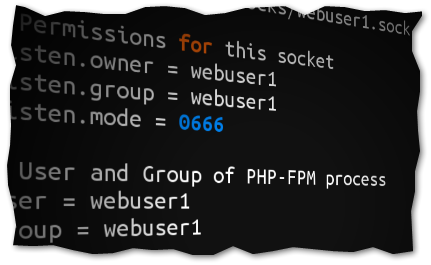 ocks/webuser1.sock
Permissions for this socket
isten.owner = webuser1
isten.group = webuser1
isten.mode = 0666
User and Group of PHP-FPM process
ser = webuser1
oup = webuser1